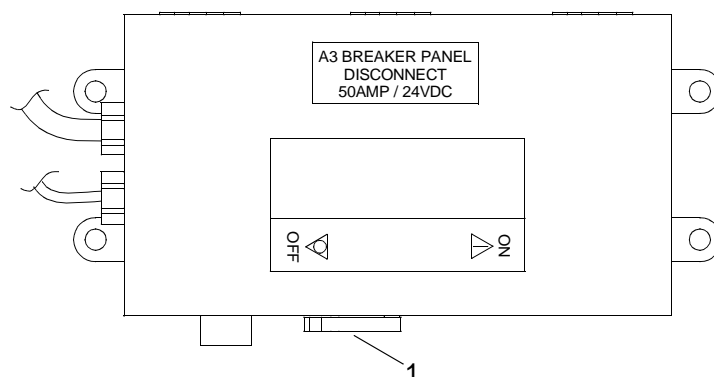 A3 BREAKER PANEL
DISCONNECT
50AMP / 24VDC
OFF
ON
1